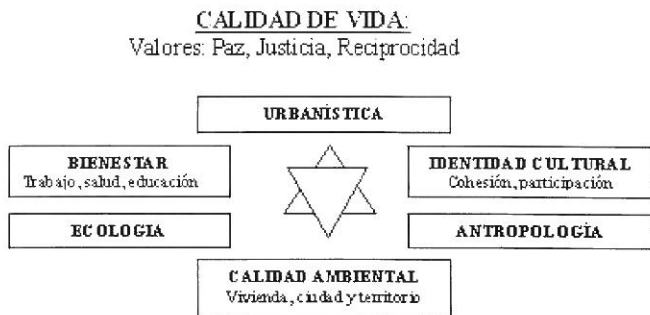 CALIDAD DE VIDA:
Valores: Paz, Justicia, Reciprocidad
URBANÍSTICA
BIENESTAR
Trabajo, salud, educación
IDENTIDAD CULTURAL
Cohesión, participación
ECOLOGIA
ANTROPOLOGÍA
CALIDAD AMBIENTAL
Vivienda, ciudad y territorio